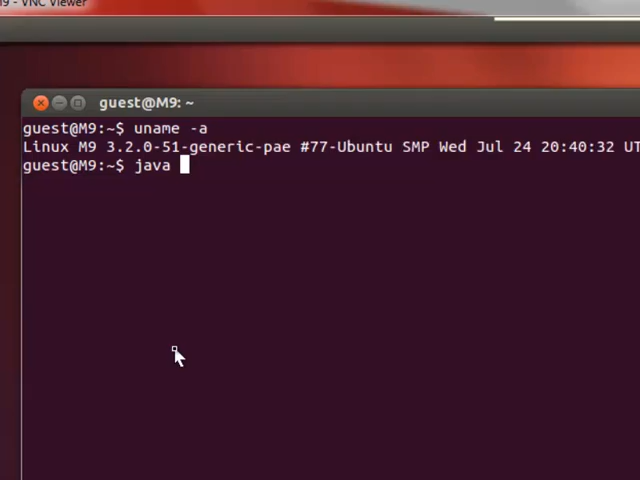 - VNC Viewer
guest@M9: ~
guest@M9:~$ uname -a
Linux M9 3.2.0-51-generic-pae #77-Ubuntu SMP Wed Jul 24 20:40:32 UT
guest@M9:~$ java